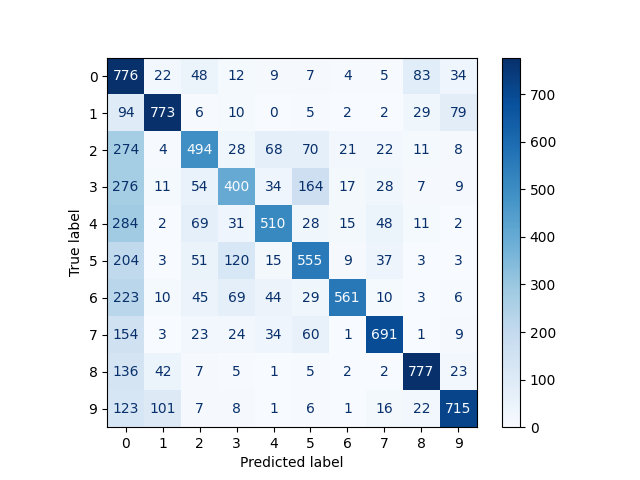 0 776 22 48 12 9 7 4 5 83 34
1 94 773 6 10 0 5 2 2 29 79
2 274 4 494 28 68 70 21 22 11 8
3 276 11 54 400 34 164 17 28 7 9
4 284 2 69 31 510 28 15 48 11 2
5 204 3 51 120 15 555 9 37 3 3
6 223 10 45 69 44 29 561 10 3 6
7 154 3 23 24 34 60 1 691 1 9
8 136 42 7 5 1 5 2 2 777 23
9 123 101 7 8 1 6 1 16 22 715
0 1 2 3 4 5 6 7 8 9
Predicted label
True label
700
600
500
400
300
200
100
0